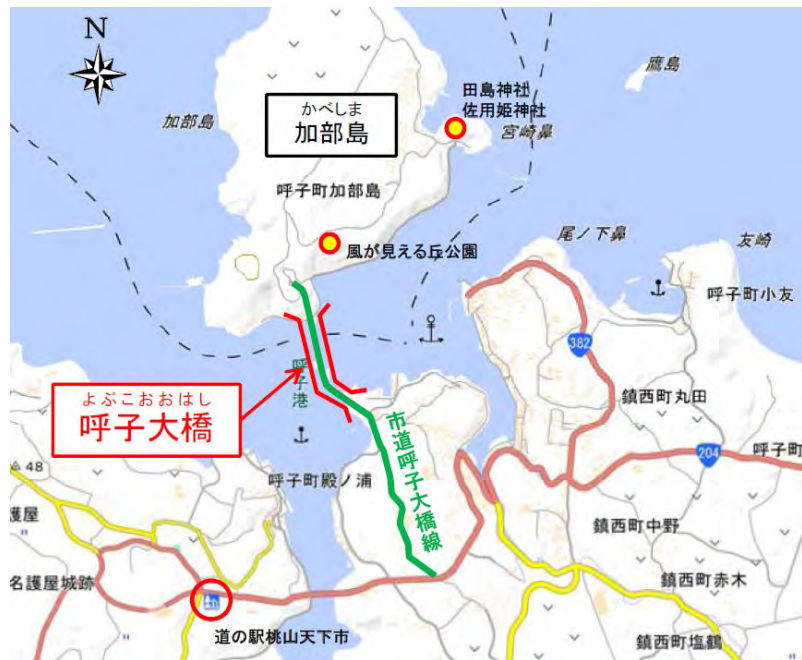 N
鷹島
田島神社
佐用姫神社
宮崎鼻
加部島
かべしま
加部島
呼子町加部島
風が見える丘公園
尾ノ下鼻
友崎
呼子町小友
382
よぶこおおはし
呼子大橋
呼子港
市道呼子大橋線
鎮西町丸田
呼子町
204
48
呼子町殿ノ浦
護屋
名護屋城跡
鎮西町中野
鎮西町赤木
道の駅桃山天下市
鎮西町塩鶴